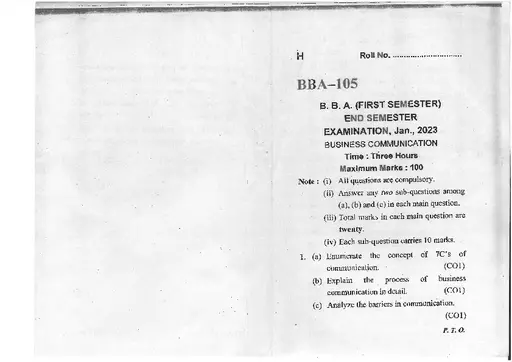 H Roll No. ................................
BBA–105
B. B. A. (FIRST SEMESTER)
END SEMESTER
EXAMINATION, Jan., 2023
BUSINESS COMMUNICATION
Time : Three Hours
Maximum Marks : 100
Note : (i) All questions are compulsory.
(ii) Answer any two sub-questions among
(a), (b) and (c) in each main question.
(iii) Total marks in each main question are
twenty.
(iv) Each sub-question carries 10 marks.
1. (a) Enumerate the concept of 7C's of
communication. (CO1)
(b) Explain the process of business
communication in detail. (CO1)
(c) Analyze the barriers in communication.
(CO1)
P. T. O.